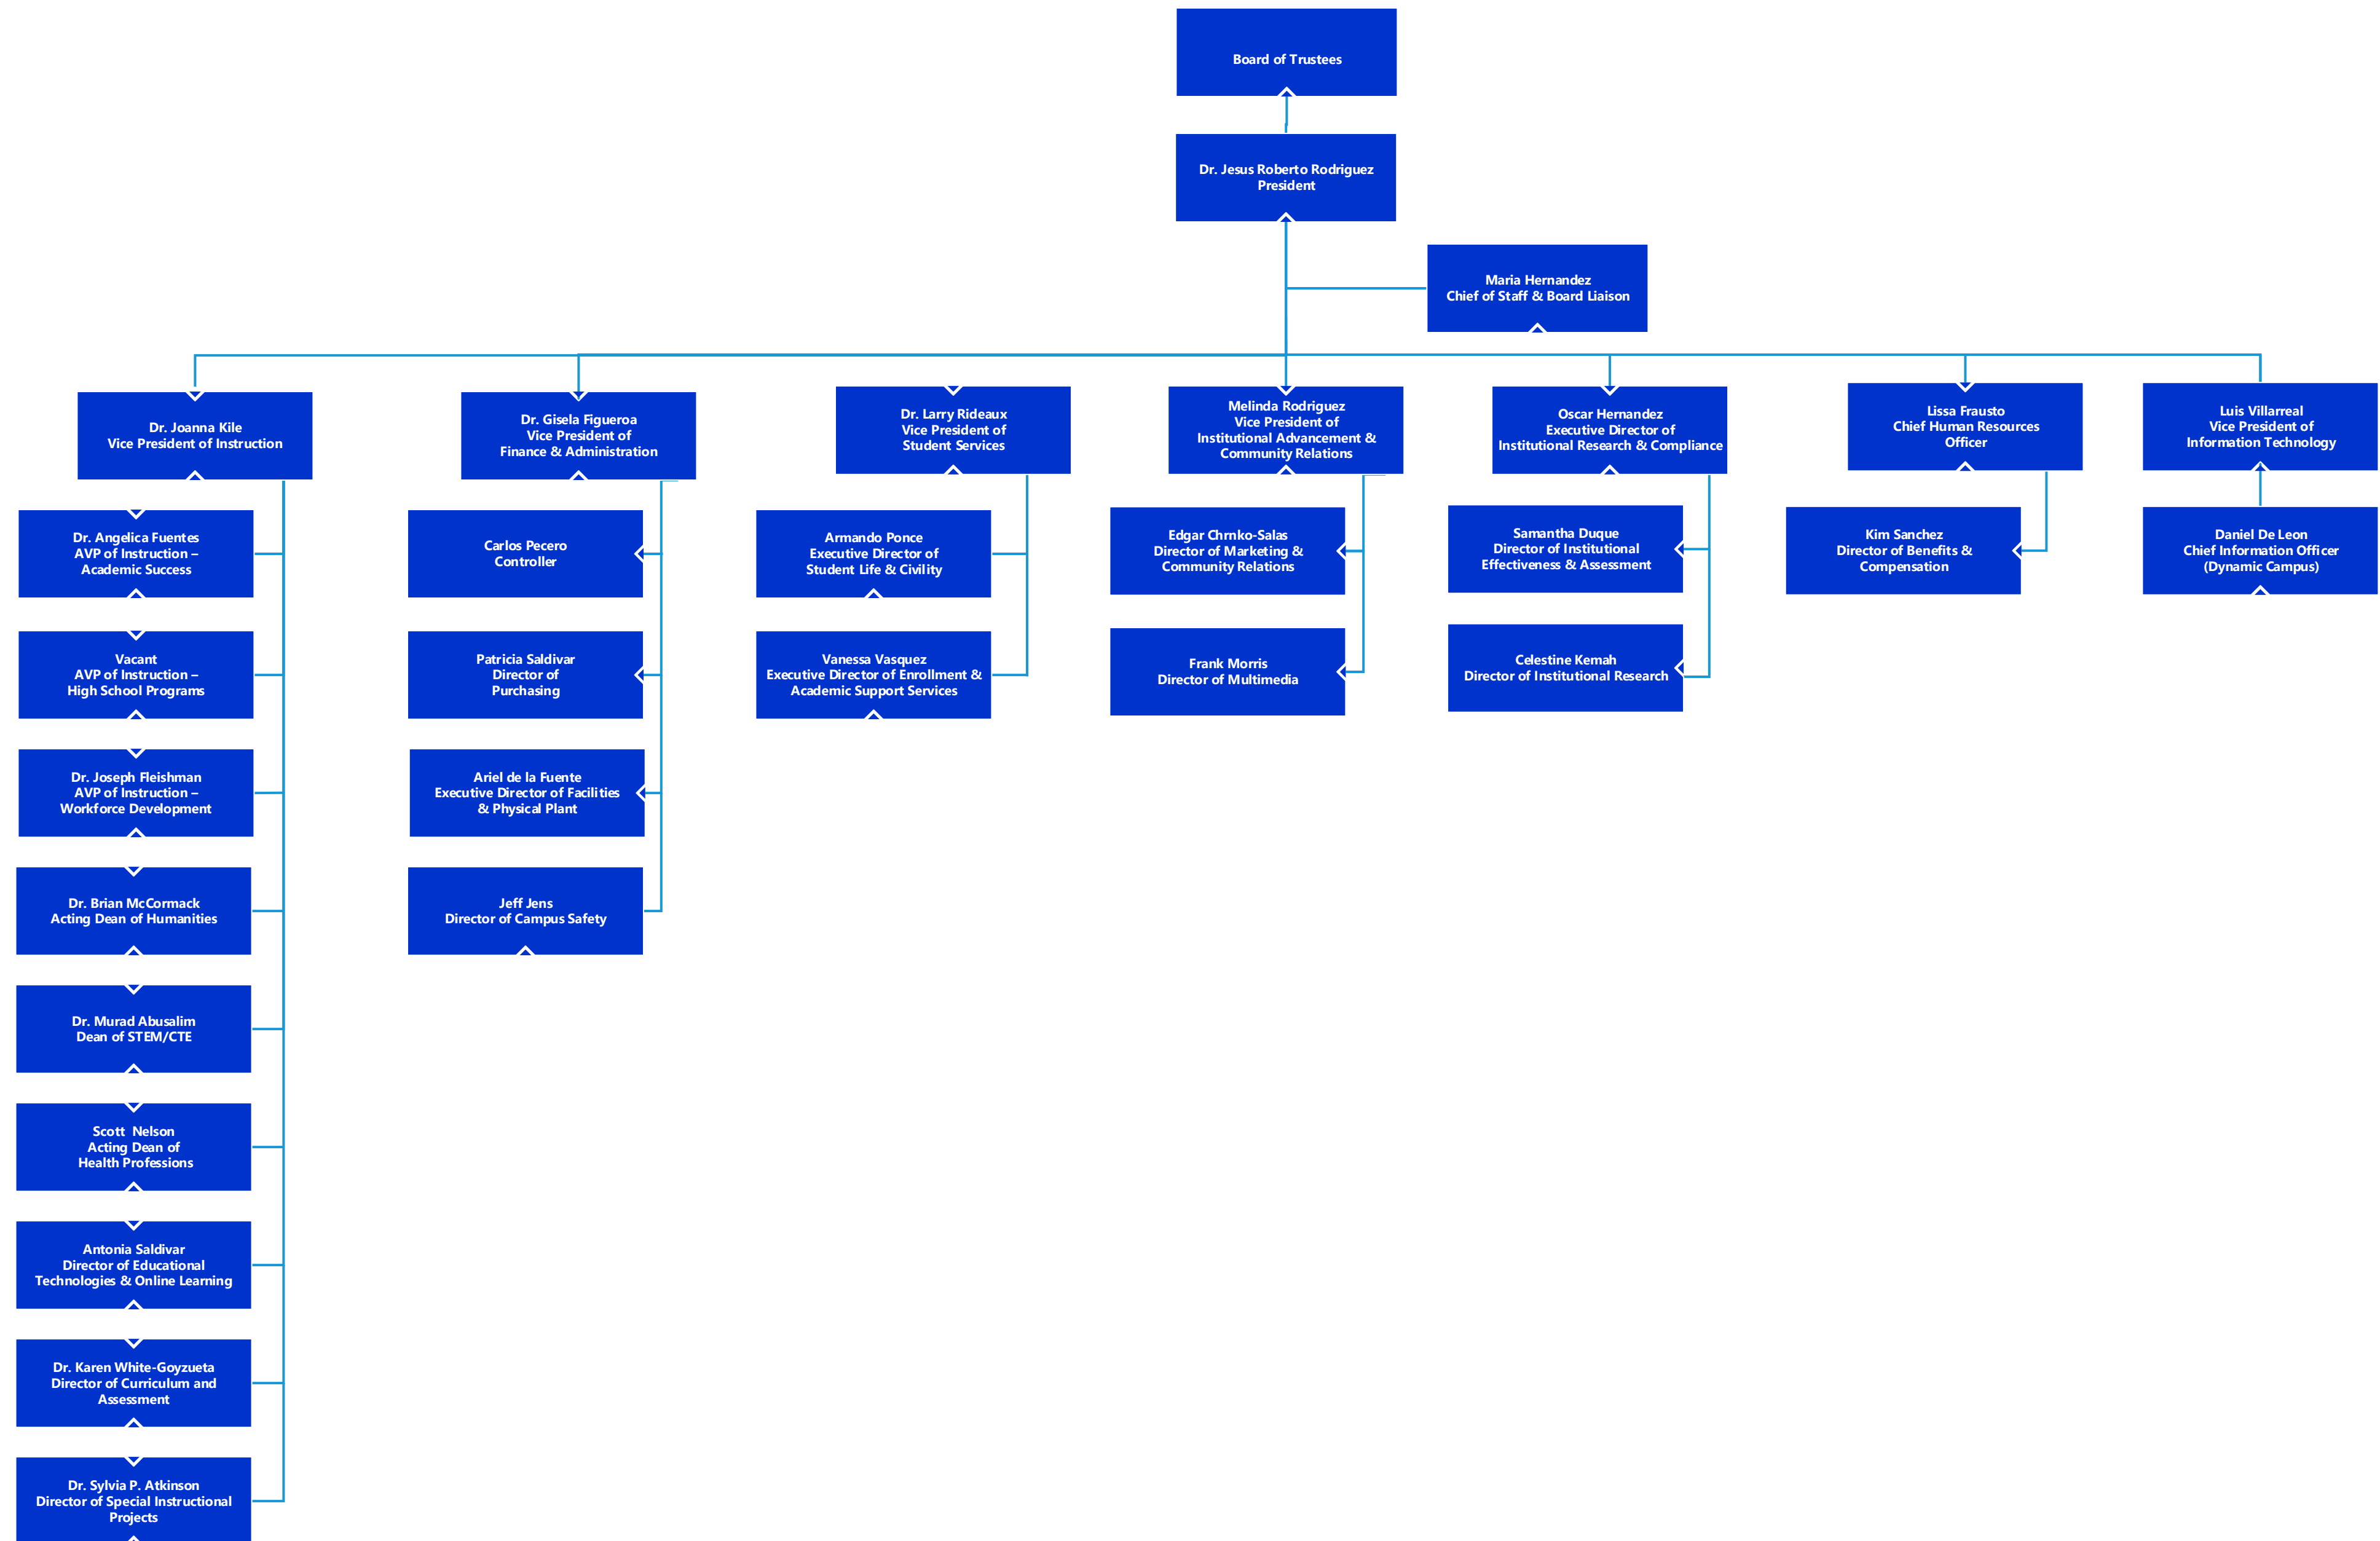 Board of Trustees
Dr. Jesus Roberto Rodriguez
President
Maria Hernandez
Chief of Staff & Board Liaison
Dr. Joanna Kile
Vice President of Instruction
Dr. Gisela Figueroa
Vice President of
Finance & Administration
Dr. Larry Rideaux
Vice President of
Student Services
Melinda Rodriguez
Vice President of
Institutional Advancement &
Community Relations
Oscar Hernandez
Executive Director of
Institutional Research & Compliance
Lissa Frausto
Chief Human Resources
Officer
Luis Villarreal
Vice President of
Information Technology
Dr. Angelica Fuentes
AVP of Instruction –
Academic Success
Vacant
AVP of Instruction –
High School Programs
Dr. Joseph Fleishman
AVP of Instruction –
Workforce Development
Dr. Brian McCormack
Acting Dean of Humanities
Dr. Murad Abusalim
Dean of STEM/CTE
Scott  Nelson
Acting Dean of
Health Professions
Antonia Saldivar
Director of Educational
Technologies & Online Learning
Dr. Karen White-Goyzueta
Director of Curriculum and
Assessment
Dr. Sylvia P. Atkinson
Director of Special Instructional
Projects
Carlos Pecero
Controller
Patricia Saldivar
Director of
Purchasing
Ariel de la Fuente
Executive Director of Facilities
& Physical Plant
Jeff Jens
Director of Campus Safety
Armando Ponce
Executive Director of
Student Life & Civility
Vanessa Vasquez
Executive Director of Enrollment &
Academic Support Services
Edgar Chrnko-Salas
Director of Marketing &
Community Relations
Frank Morris
Director of Multimedia
Samantha Duque
Director of Institutional
Effectiveness & Assessment
Celestine Kemah
Director of Institutional Research
Kim Sanchez
Director of Benefits &
Compensation
Daniel De Leon
Chief Information Officer
(Dynamic Campus)